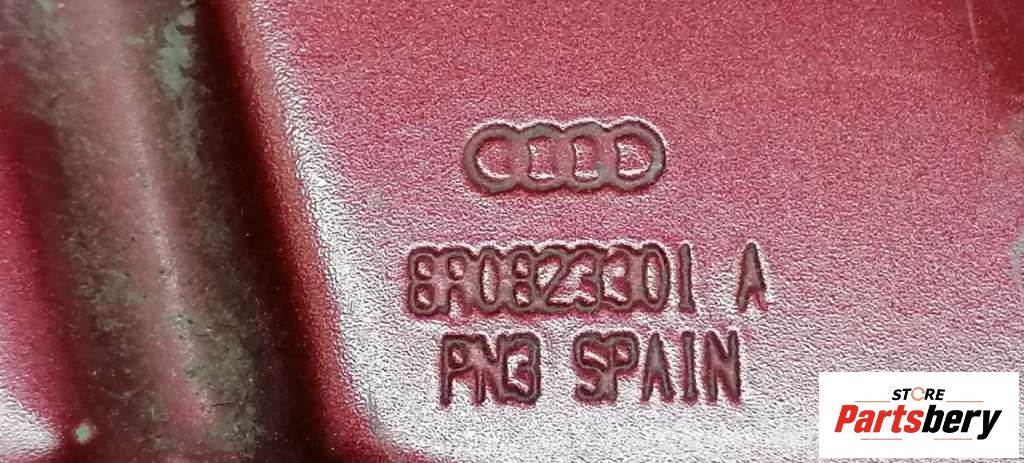 8R0823301 A
PN3 SPAIN
STORE
Partsbery